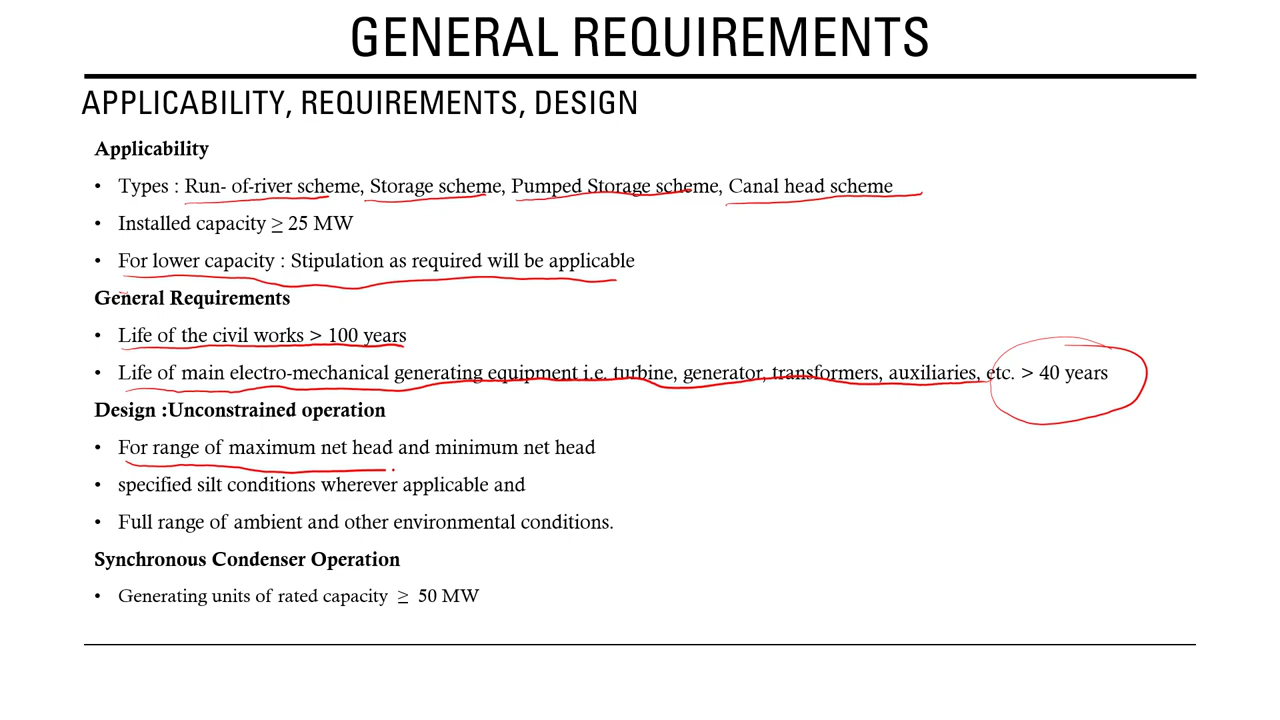 GENERAL REQUIREMENTS
APPLICABILITY, REQUIREMENTS, DESIGN
Applicability
• Types : Run- of-river scheme, Storage scheme, Pumped Storage scheme, Canal head scheme
• Installed capacity ≥ 25 MW
• For lower capacity : Stipulation as required will be applicable
General Requirements
• Life of the civil works > 100 years
• Life of main electro-mechanical generating equipment i.e. turbine, generator, transformers, auxiliaries, etc. > 40 years
Design :Unconstrained operation
• For range of maximum net head and minimum net head
• specified silt conditions wherever applicable and
• Full range of ambient and other environmental conditions.
Synchronous Condenser Operation
• Generating units of rated capacity ≥ 50 MW